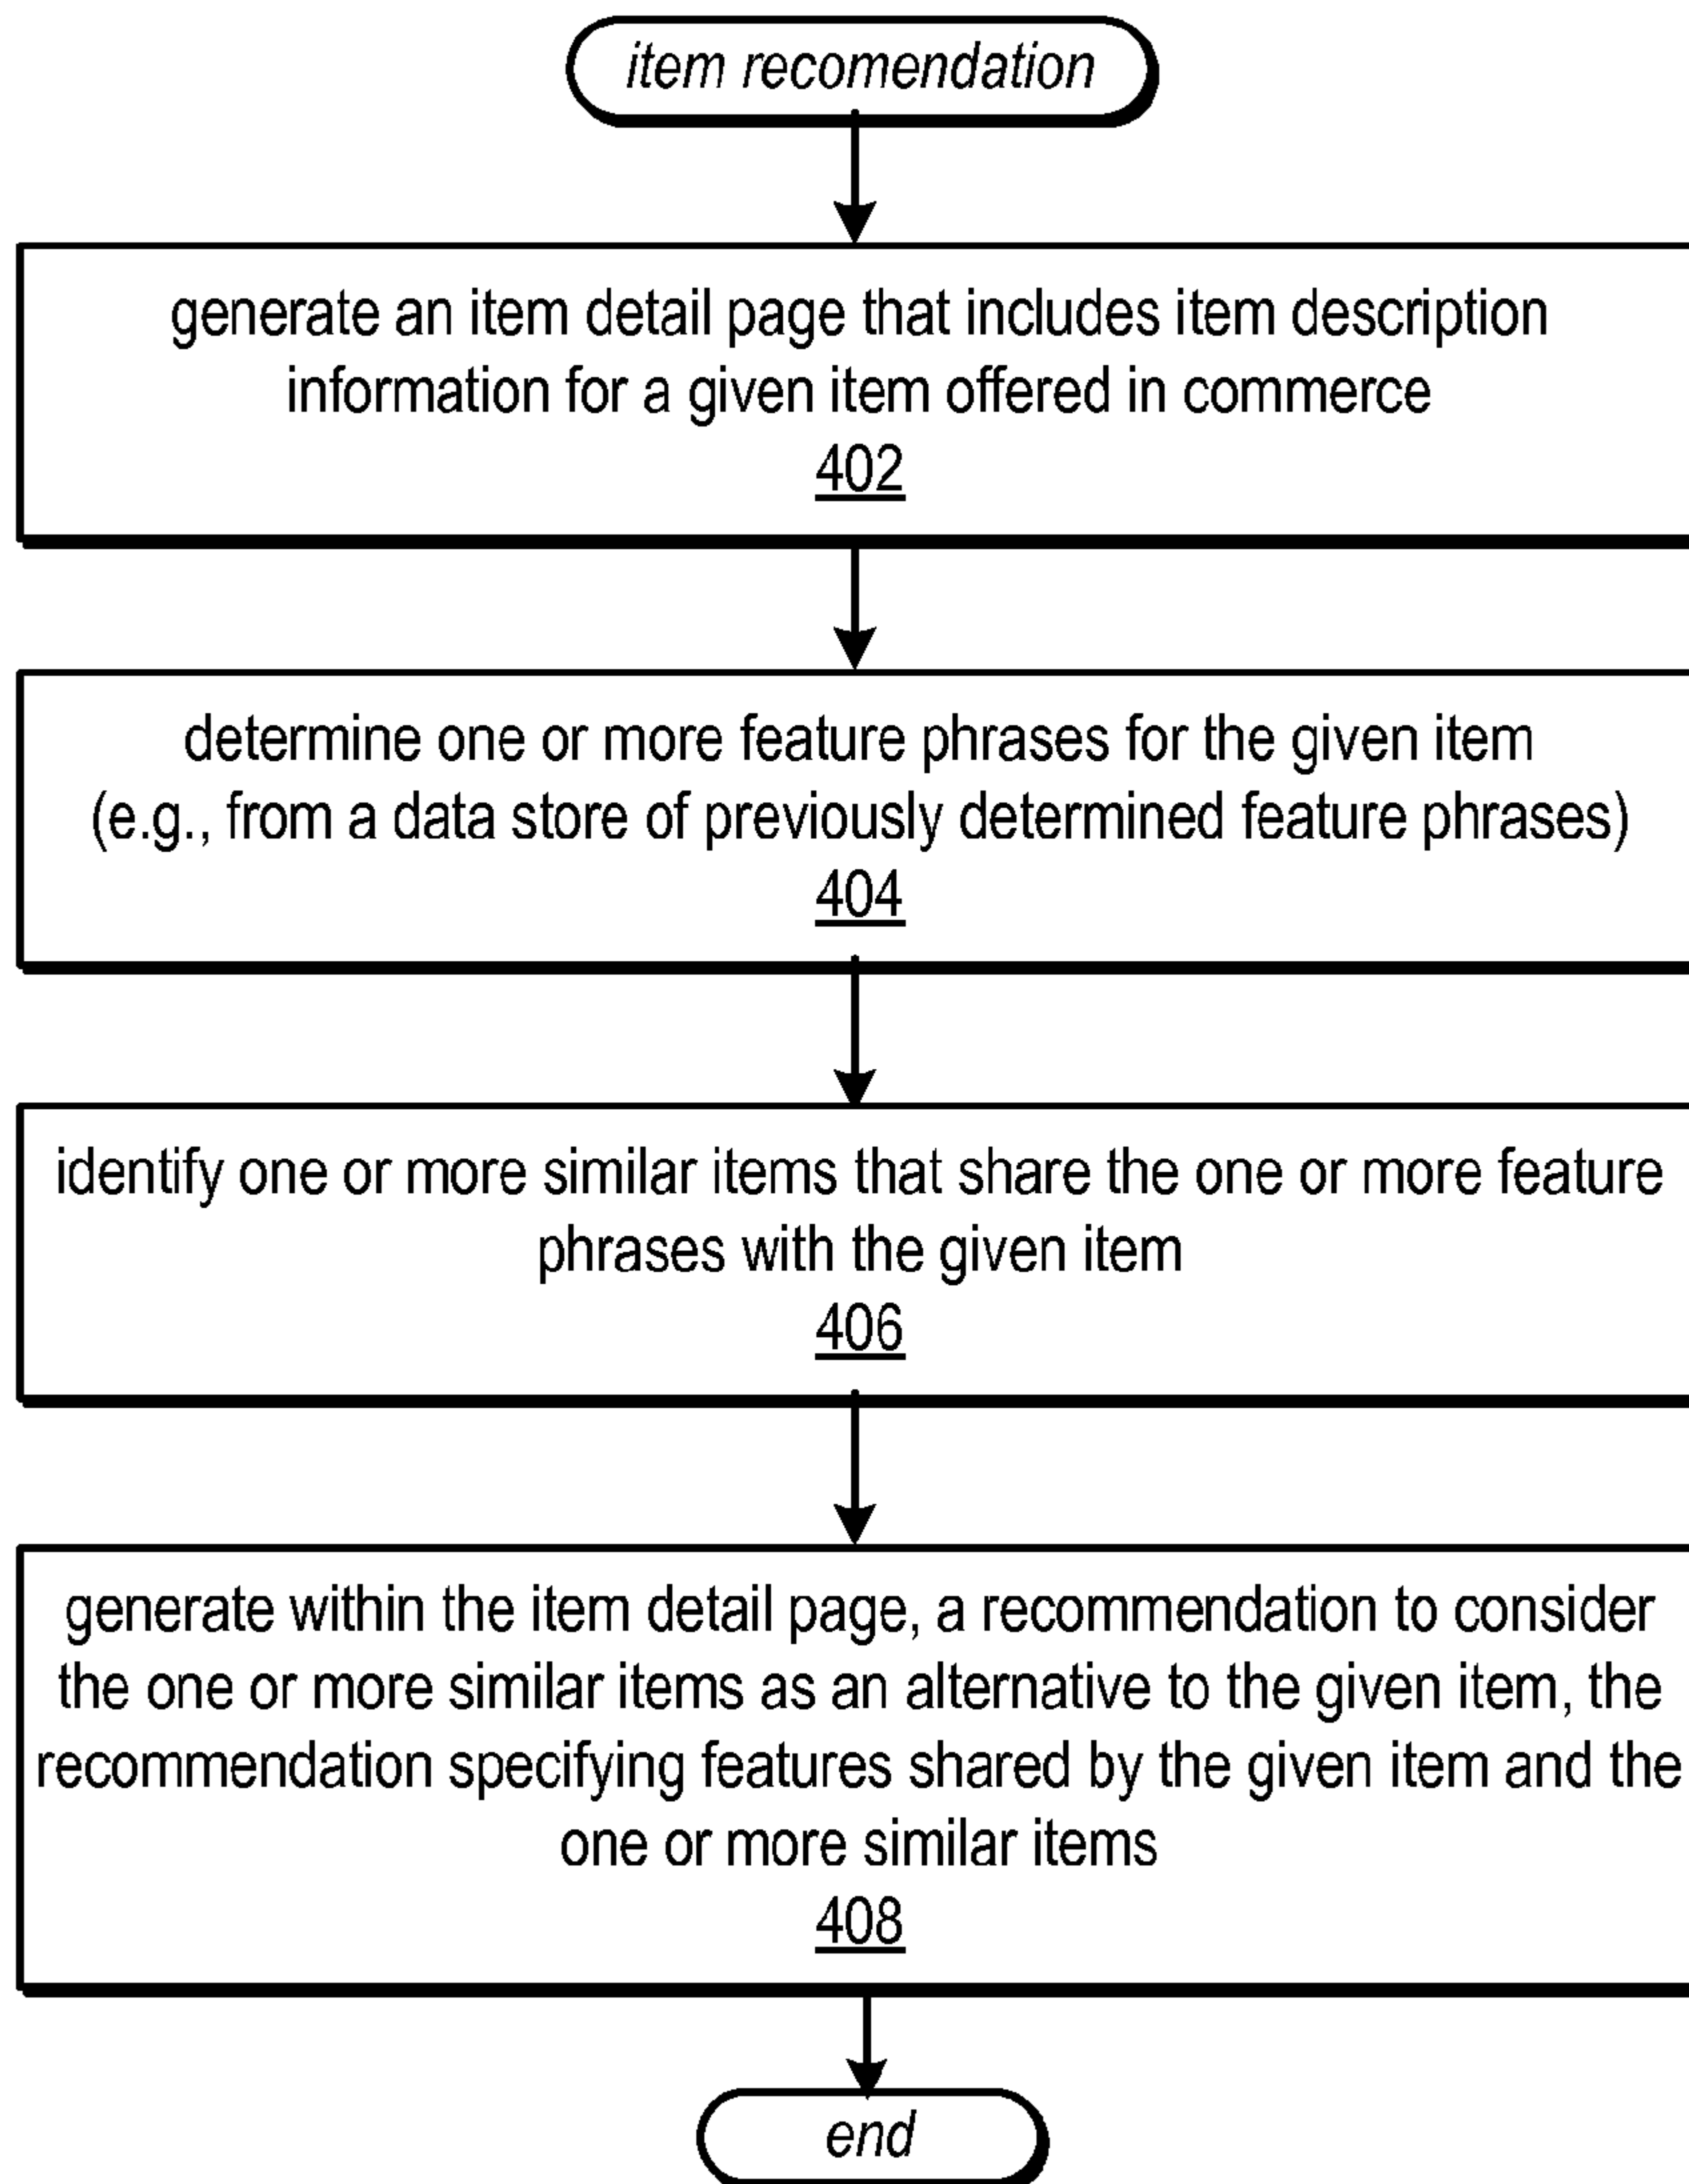 item recomendation
generate an item detail page that includes item description
information for a given item offered in commerce
402
determine one or more feature phrases for the given item
(e.g., from a data store of previously determined feature phrases)
404
identify one or more similar items that share the one or more feature
phrases with the given item
406
generate within the item detail page, a recommendation to consider
the one or more similar items as an alternative to the given item, the
recommendation specifying features shared by the given item and the
one or more similar items
408
end